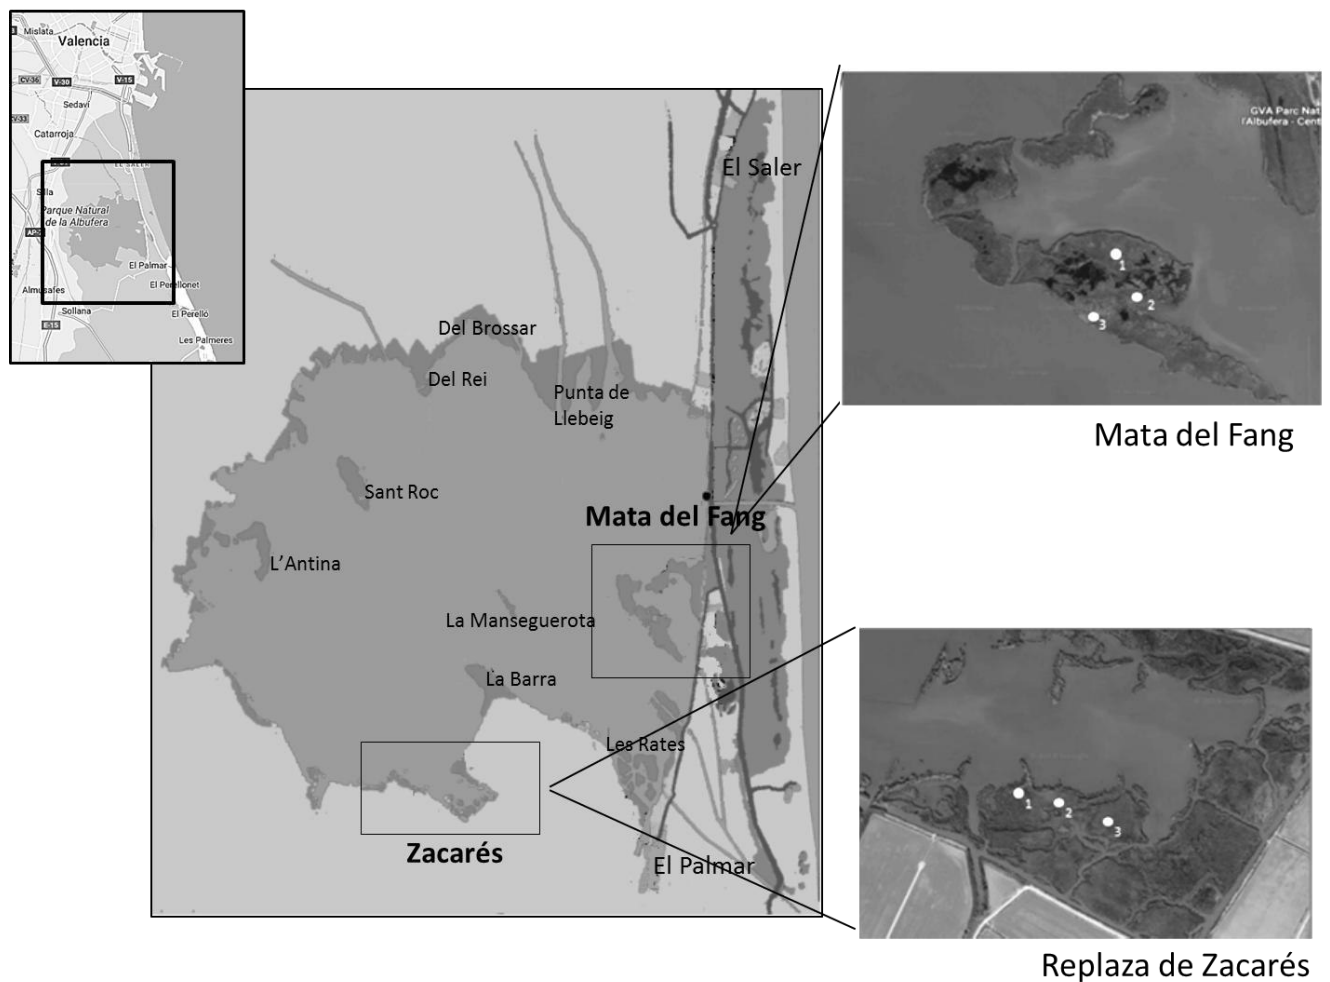 Mislata
Valencia
CV-36
V-30
V-15
Sedaví
CV-33
Catarroja
EL SALER
Silla
Parque Natural
de la Albufera
AP-7
El Palmar
El Perellonet
Almusafes
Sollana
El Perelló
E-15
Les Palmeres
El Saler
Del Brossar
Del Rei
Punta de
Llebeig
Sant Roc
Mata del Fang
L'Antina
La Manseguerota
La Barra
Les Rates
Zacarés
El Palmar
GVA Parc Nat
l'Albufera - Cent
1
2
3
Mata del Fang
1
2
3
Replaza de Zacarés